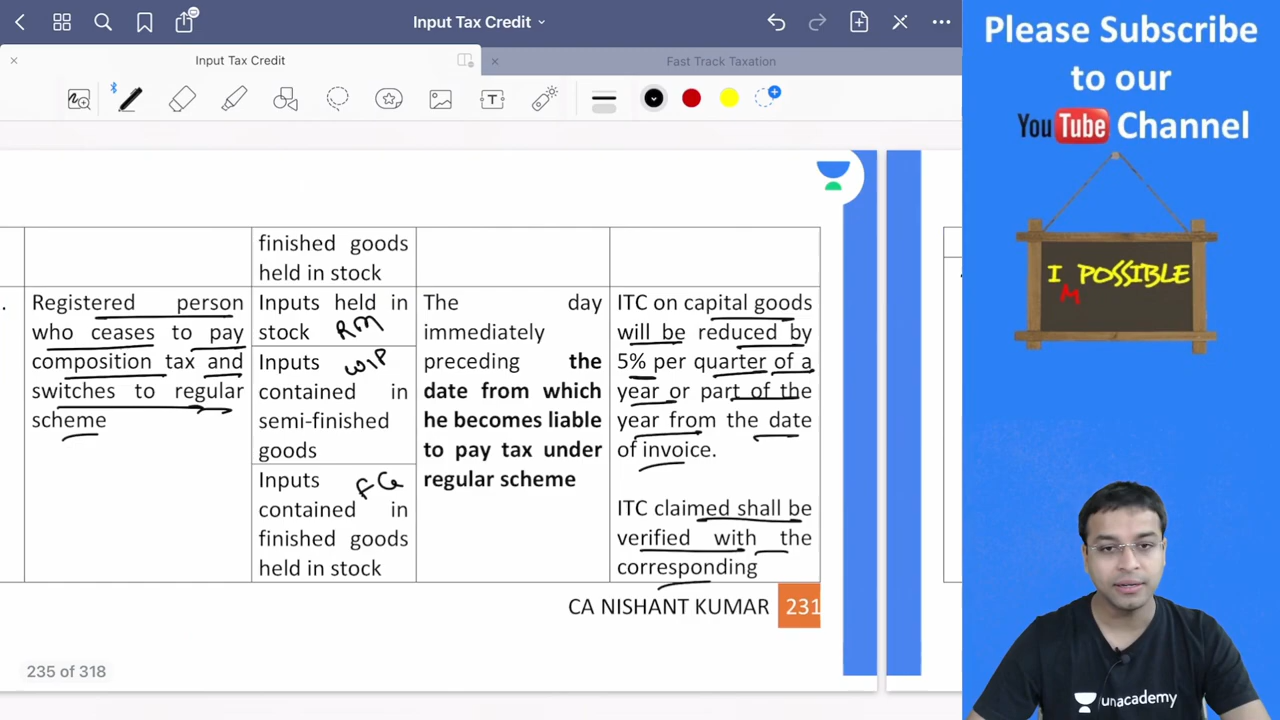 Input Tax Credit
Please Subscribe
to our
YouTube Channel
Input Tax Credit
Fast Track Taxation
T
I POSSIBLE
M
finished goods
held in stock
Registered person
who ceases to pay
composition tax and
switches to regular
scheme
Inputs held in
stock RM
Inputs WIP
contained in
semi-finished
goods
Inputs FG
contained in
finished goods
held in stock
The day
immediately
preceding the
date from which
he becomes liable
to pay tax under
regular scheme
ITC on capital goods
will be reduced by
5% per quarter of a
year or part of the
year from the date
of invoice.
ITC claimed shall be
verified with the
corresponding
CA NISHANT KUMAR 231
235 of 318
unacademy